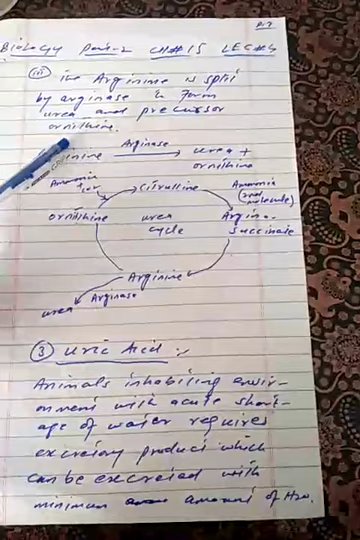 P.7
Biology Part-2 CH#15 LEC#4
(iii) The Arginine is split
by arginase to form
urea and precursor
ornithine.
Arginine Arginase → urea +
ornithine
Ammonia
Citrulline
Ammonia
(2nd molecule)
ornithine
urea
cycle
Argino-
succinate
Arginine
Arginase
urea
③ Uric Acid :-
Animals inhabiting envir-
onment with acute short-
age of water requires
excretory product which
can be excreted with
minimum amount of H2O.